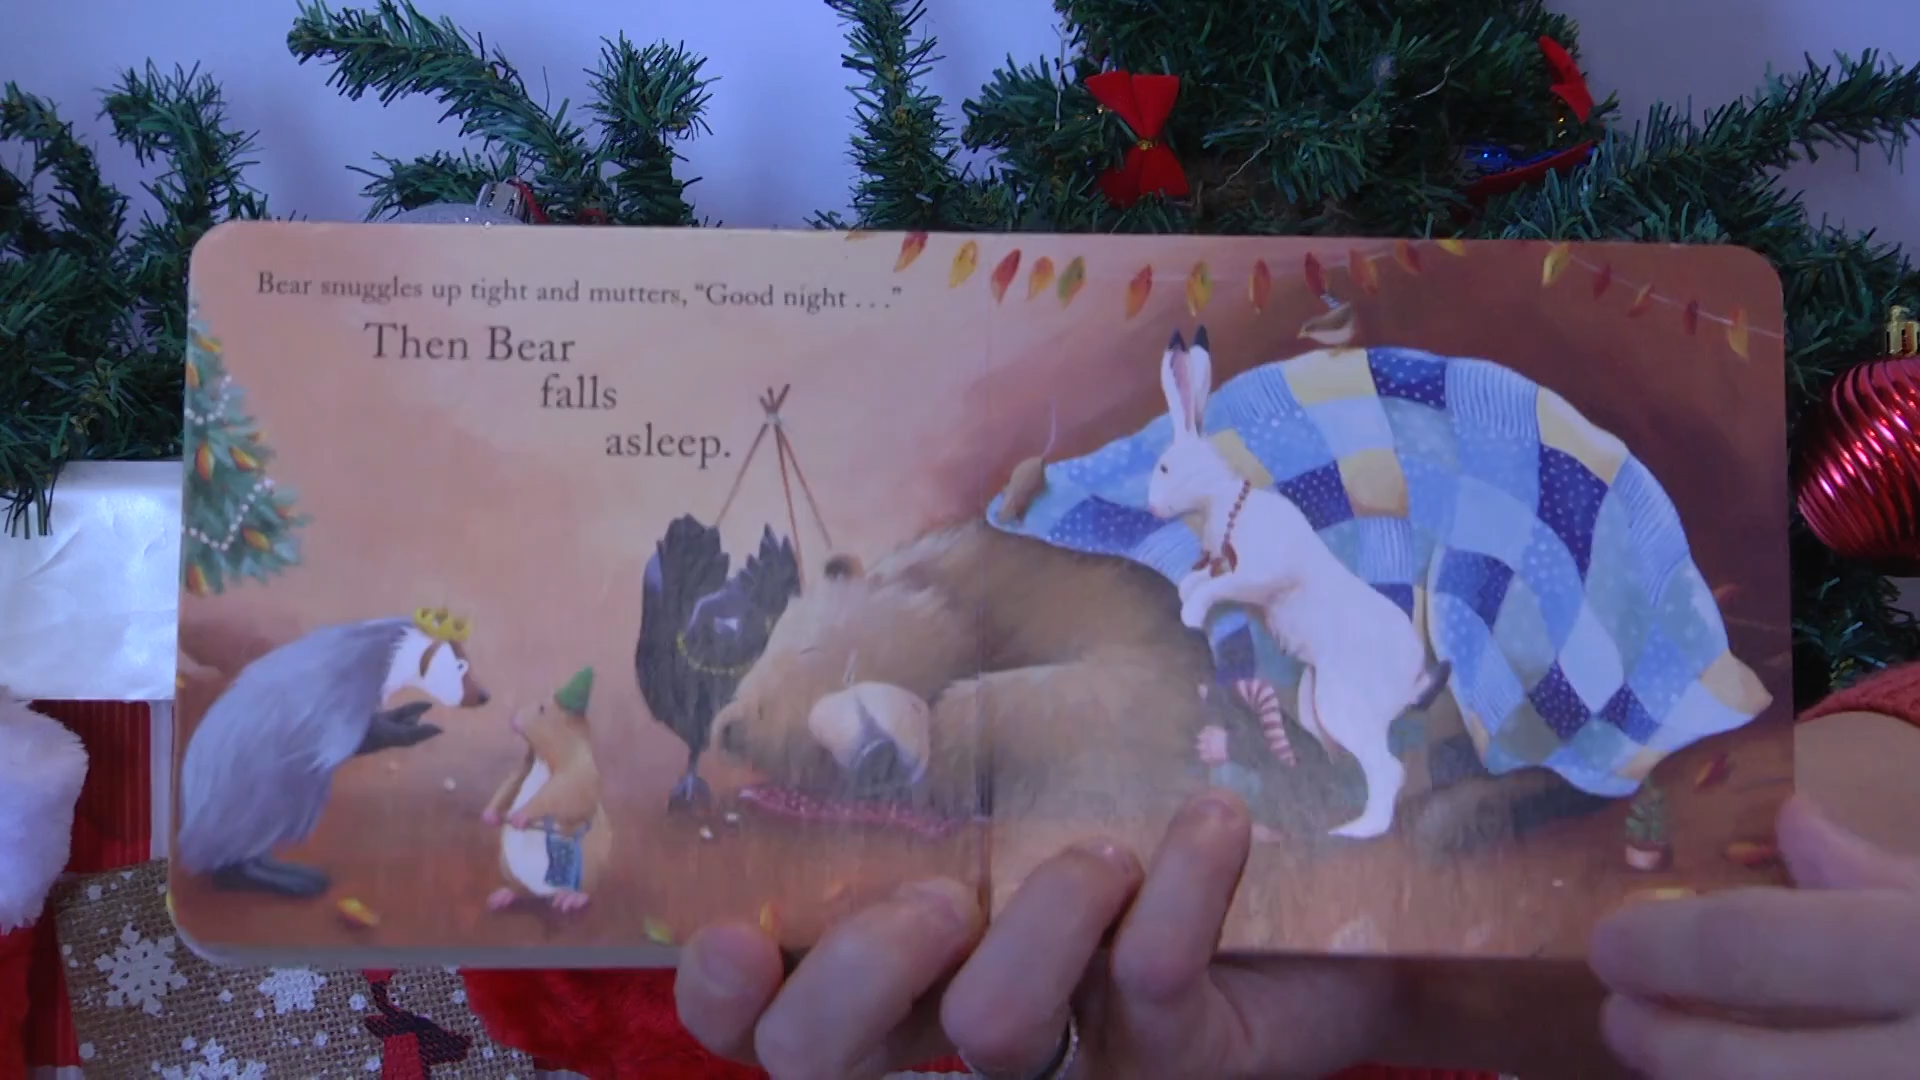 Bear snuggles up tight and mutters, "Good night . . ."
Then Bear
falls
asleep.